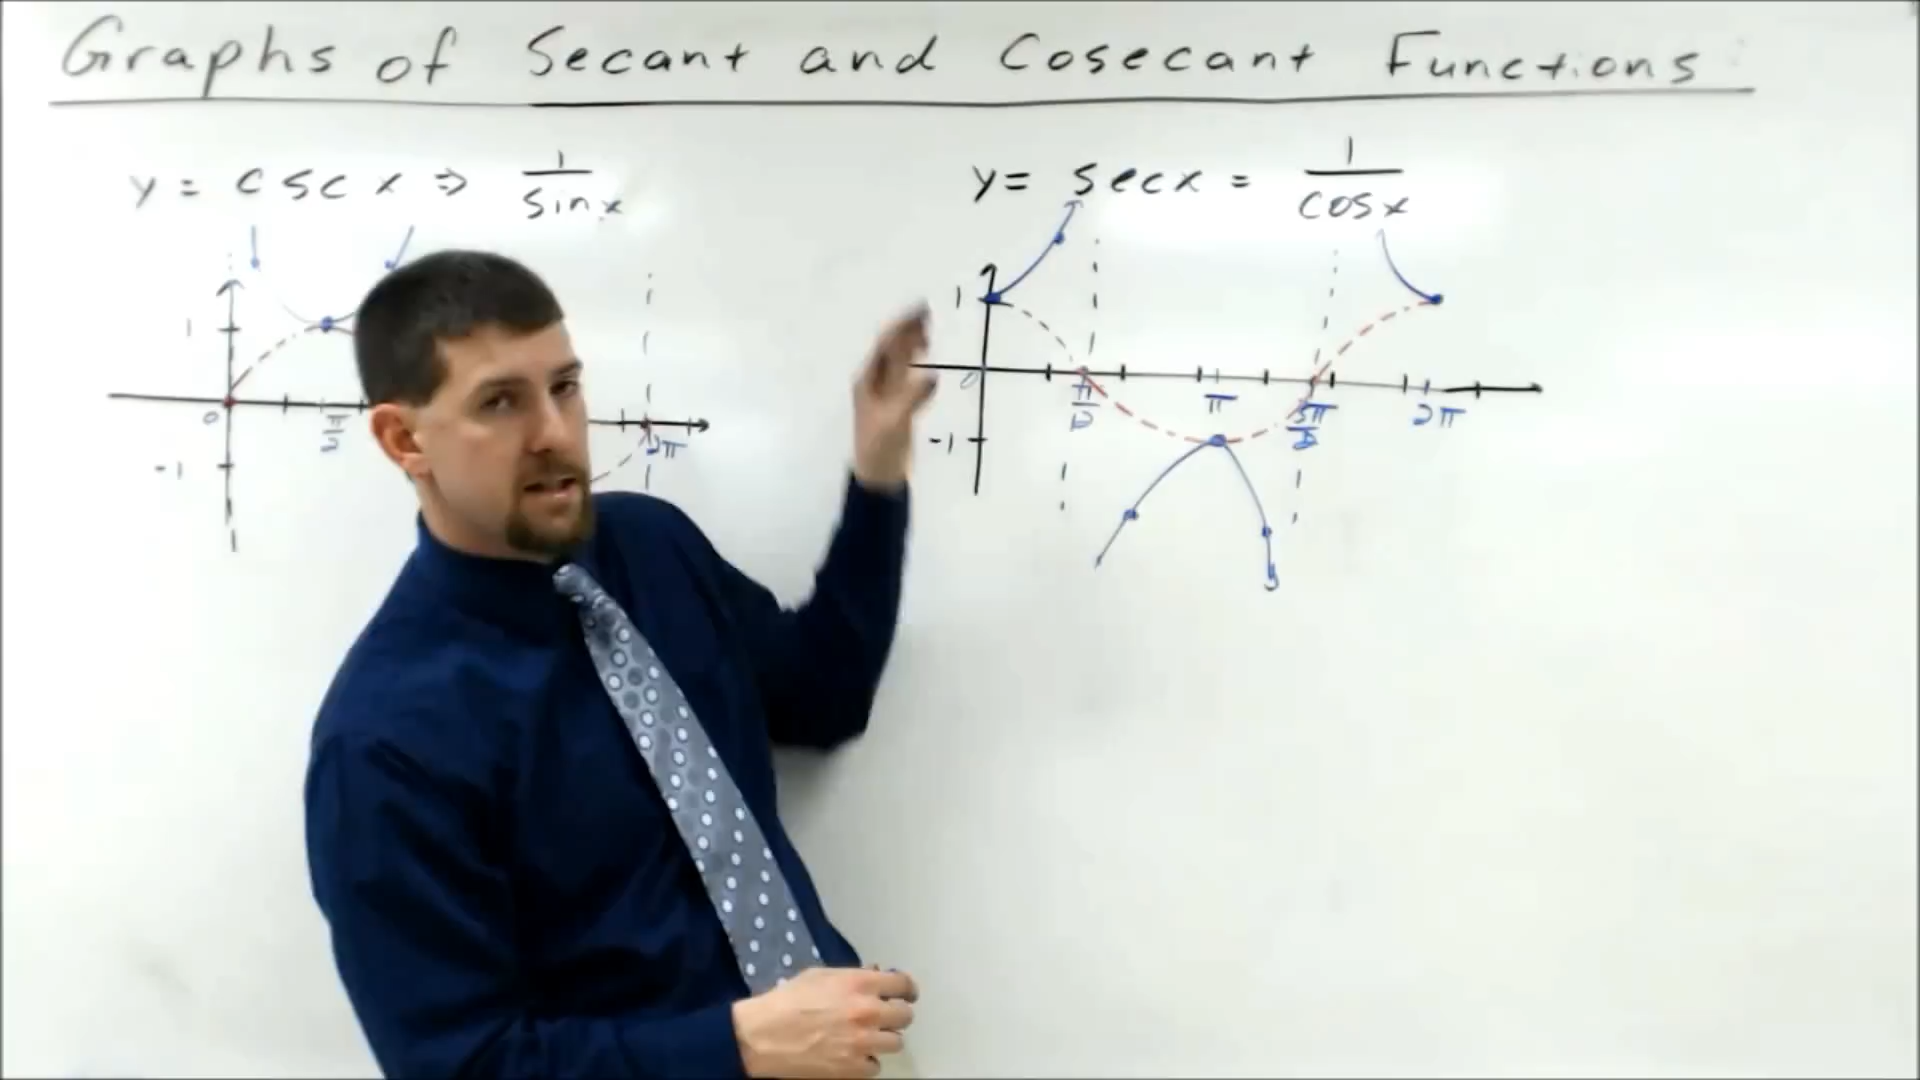 Graphs of Secant and Cosecant Functions
y = csc x ⇒ 1/sin x
1
0
π/2
2π
-1
y = sec x = 1/cos x
1
0
π/2
π
3π/2
2π
-1